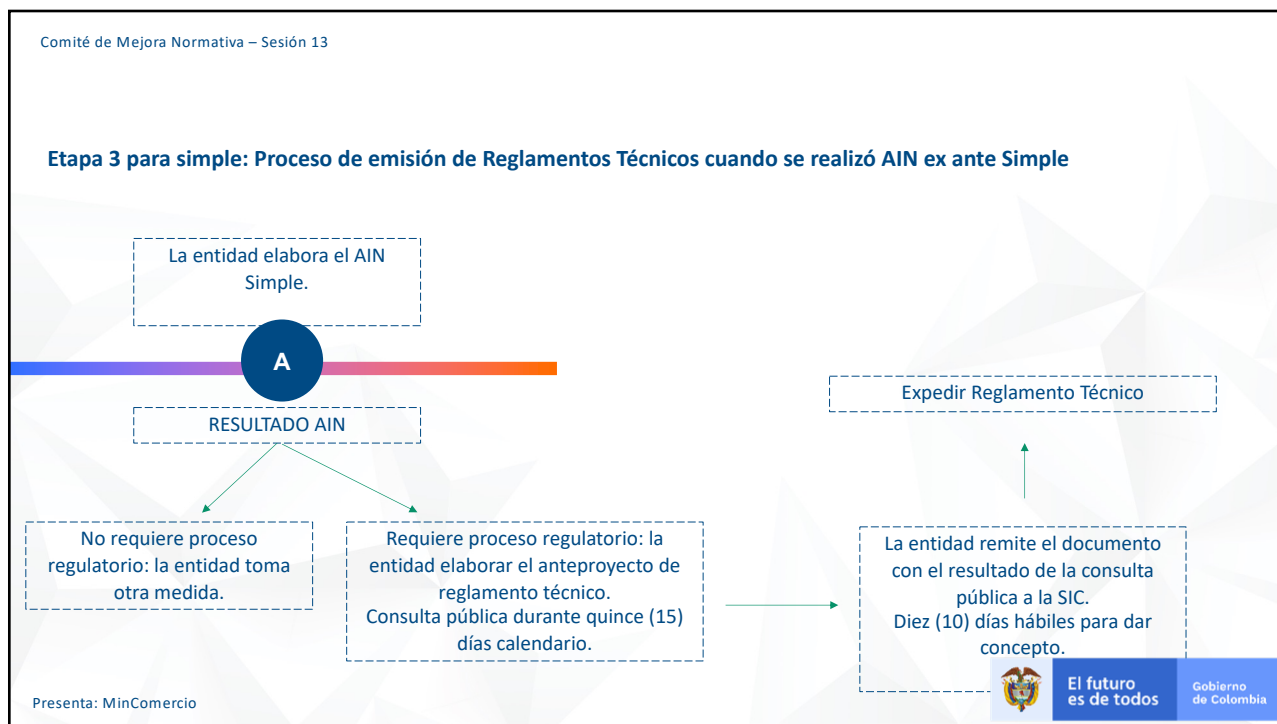 Comité de Mejora Normativa – Sesión 13
Etapa 3 para simple: Proceso de emisión de Reglamentos Técnicos cuando se realizó AIN ex ante Simple
La entidad elabora el AIN
Simple.
A
RESULTADO AIN
No requiere proceso
regulatorio: la entidad toma
otra medida.
Requiere proceso regulatorio: la
entidad elaborar el anteproyecto de
reglamento técnico.
Consulta pública durante quince (15)
días calendario.
Expedir Reglamento Técnico
La entidad remite el documento
con el resultado de la consulta
pública a la SIC.
Diez (10) días hábiles para dar
concepto.
Presenta: MinComercio
El futuro
es de todos
Gobierno
de Colombia